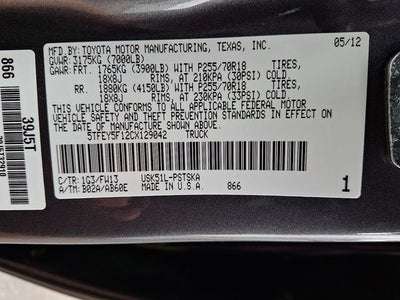 MFD. BY: TOYOTA MOTOR MANUFACTURING, TEXAS, INC. 05/12
GVWR: 3175KG (7000LB)
GAWR: FRT. 1765KG (3900LB) WITH P255/70R18 TIRES,
18X8J RIMS, AT 210KPA (30PSI) COLD.
RR. 1880KG (4150LB) WITH P255/70R18 TIRES,
18X8J RIMS, AT 230KPA (33PSI) COLD.
THIS VEHICLE CONFORMS TO ALL APPLICABLE FEDERAL MOTOR
VEHICLE SAFETY AND THEFT PREVENTION STANDARDS IN EFFECT
ON THE DATE OF MANUFACTURE SHOWN ABOVE.
5TFEY5F12CX129042 TRUCK
C/TR: 1G3/FW13 USK51L-PSTSKA
A/TM: B02A/AB60E MADE IN U.S.A. 866 1
866
39J5T